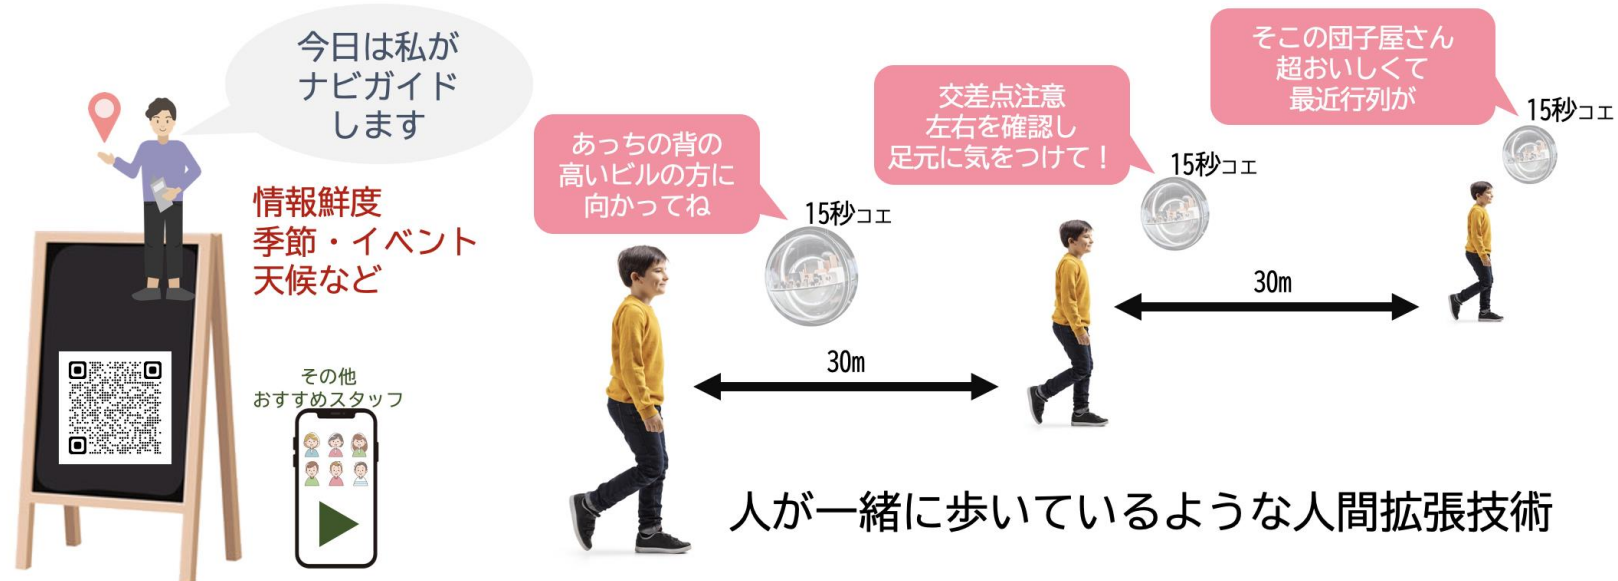 今日は私が
ナビガイド
します
情報鮮度
季節・イベント
天候など
その他
おすすめスタッフ
あっちの背の
高いビルの方に
向かってね
15秒コエ
30m
交差点注意
左右を確認し
足元に気をつけて！
15秒コエ
30m
そこの団子屋さん
超おいしくて
最近行列が
15秒コエ
人が一緒に歩いているような人間拡張技術